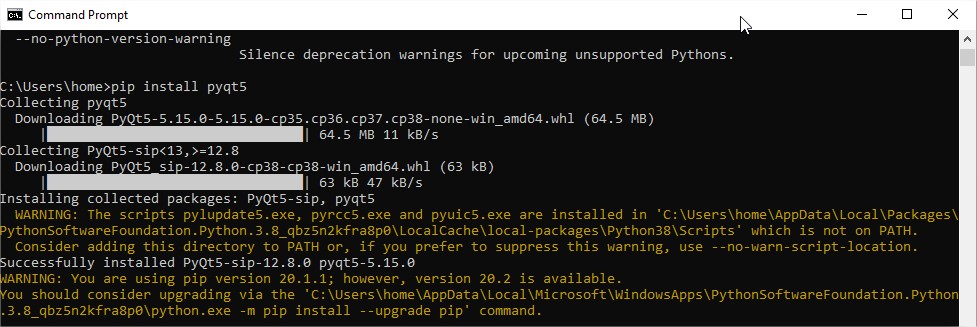 Command Prompt
--no-python-version-warning
Silence deprecation warnings for upcoming unsupported Pythons.
C:\Users\home>pip install pyqt5
Collecting pyqt5
Downloading PyQt5-5.15.0-5.15.0-cp35.cp36.cp37.cp38-none-win_amd64.whl (64.5 MB)
| | 64.5 MB 11 kB/s
Collecting PyQt5-sip<13,>=12.8
Downloading PyQt5_sip-12.8.0-cp38-cp38-win_amd64.whl (63 kB)
| | 63 kB 47 kB/s
Installing collected packages: PyQt5-sip, pyqt5
WARNING: The scripts pylupdate5.exe, pyrcc5.exe and pyuic5.exe are installed in 'C:\Users\home\AppData\Local\Packages\
PythonSoftwareFoundation.Python.3.8_qbz5n2kfra8p0\LocalCache\local-packages\Python38\Scripts' which is not on PATH.
Consider adding this directory to PATH or, if you prefer to suppress this warning, use --no-warn-script-location.
Successfully installed PyQt5-sip-12.8.0 pyqt5-5.15.0
WARNING: You are using pip version 20.1.1; however, version 20.2 is available.
You should consider upgrading via the 'C:\Users\home\AppData\Local\Microsoft\WindowsApps\PythonSoftwareFoundation.Python
.3.8_qbz5n2kfra8p0\python.exe -m pip install --upgrade pip' command.